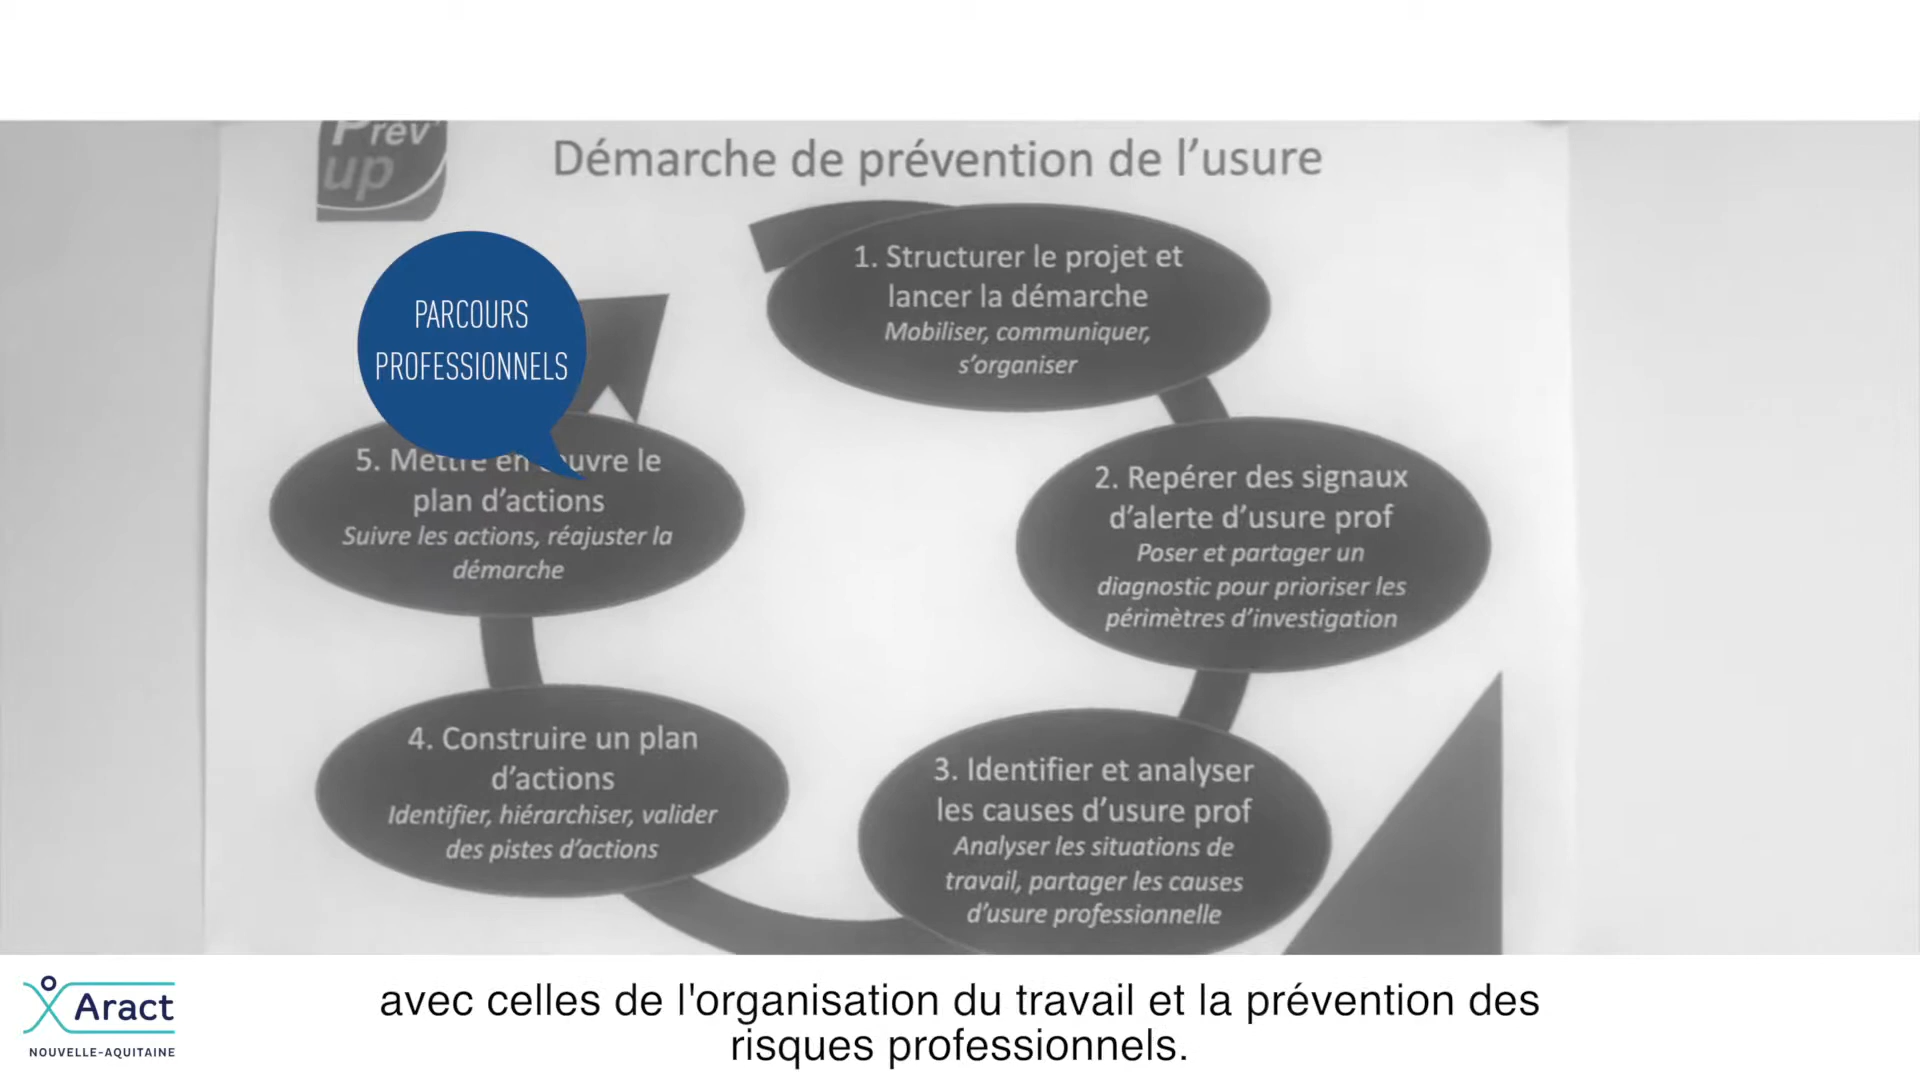 Prév'
up
Démarche de prévention de l'usure
1. Structurer le projet et
lancer la démarche
Mobiliser, communiquer,
s'organiser
PARCOURS
PROFESSIONNELS
2. Repérer des signaux
d'alerte d'usure prof
Poser et partager un
diagnostic pour prioriser les
périmètres d'investigation
3. Identifier et analyser
les causes d'usure prof
Analyser les situations de
travail, partager les causes
d'usure professionnelle
4. Construire un plan
d'actions
Identifier, hiérarchiser, valider
des pistes d'actions
5. Mettre en œuvre le
plan d'actions
Suivre les actions, réajuster la
démarche
Aract
NOUVELLE-AQUITAINE
avec celles de l'organisation du travail et la prévention des
risques professionnels.